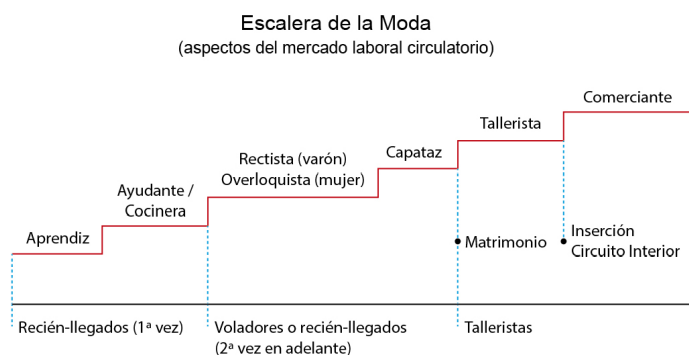 Escalera de la Moda
(aspectos del mercado laboral circulatorio)
Comerciante
Tallerista
Capataz
Rectista (varón)
Overloquista (mujer)
Ayudante /
Cocinera
Aprendiz
Matrimonio
Inserción
Circuito Interior
Recién-llegados (1ª vez)
Voladores o recién-llegados
(2ª vez en adelante)
Talleristas